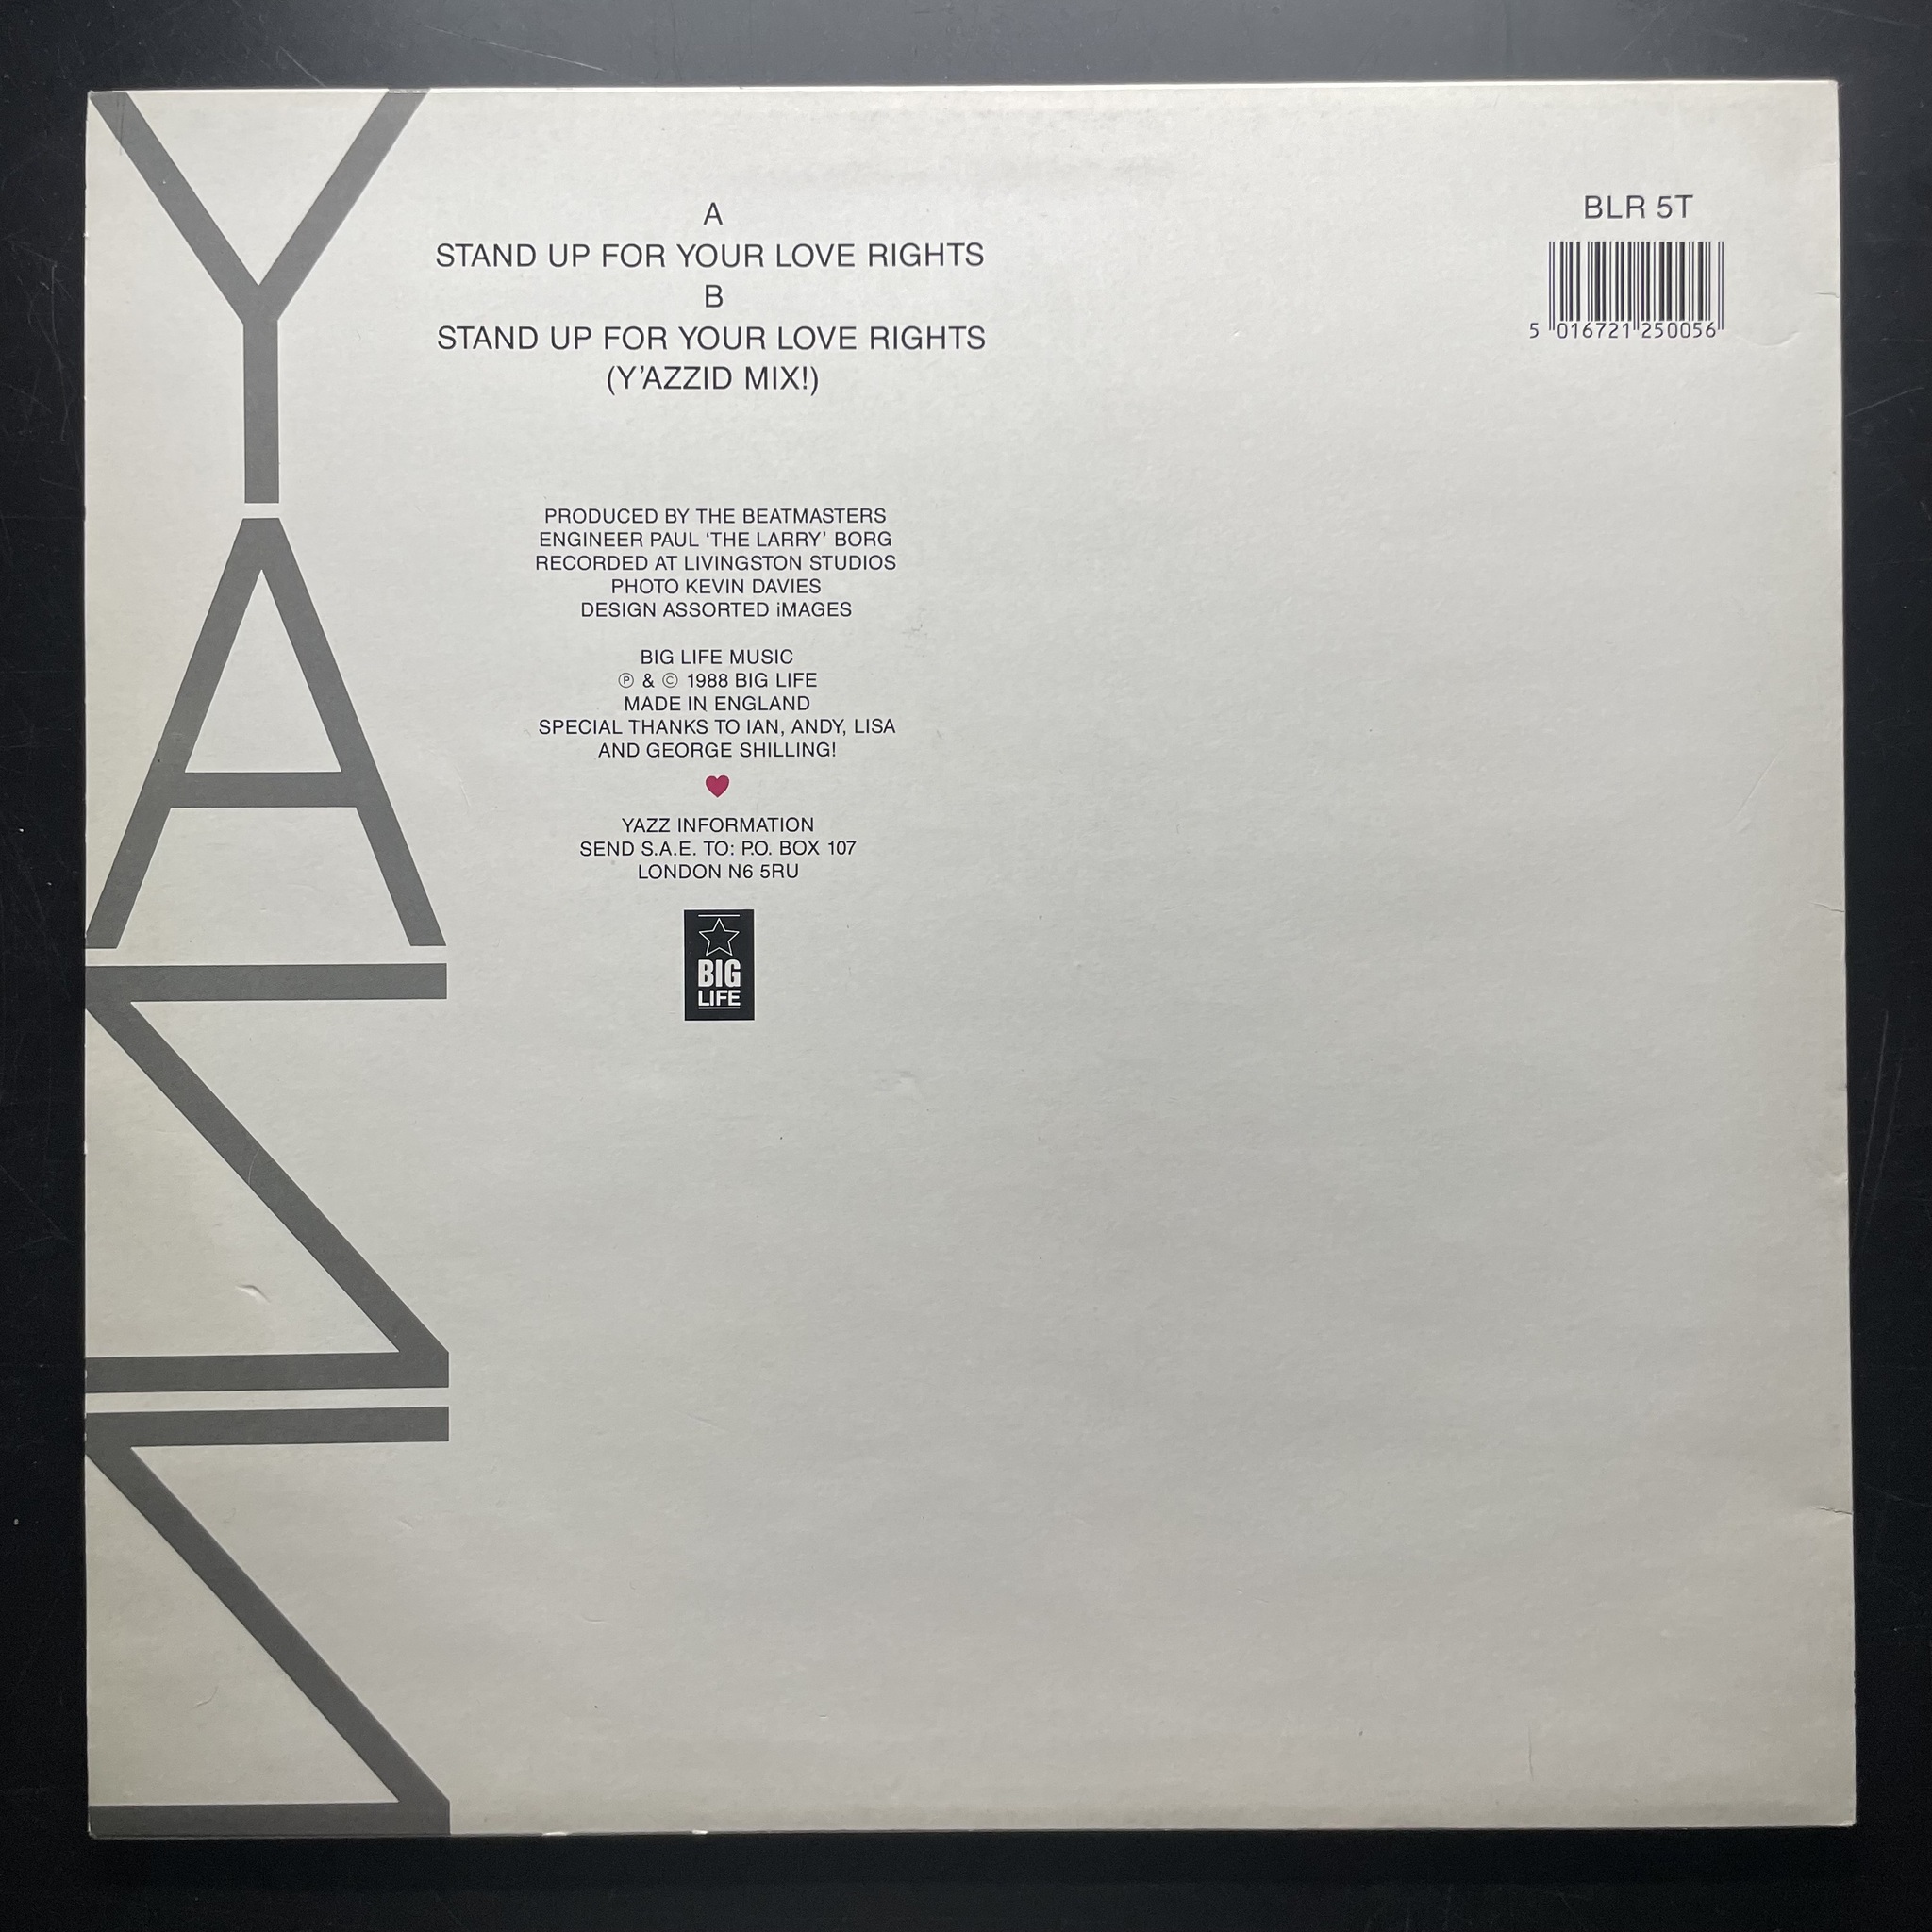 YAZZ
A
STAND UP FOR YOUR LOVE RIGHTS
B
STAND UP FOR YOUR LOVE RIGHTS
(Y'AZZID MIX!)
PRODUCED BY THE BEATMASTERS
ENGINEER PAUL ‘THE LARRY’ BORG
RECORDED AT LIVINGSTON STUDIOS
PHOTO KEVIN DAVIES
DESIGN ASSORTED iMAGES
BIG LIFE MUSIC
℗ & © 1988 BIG LIFE
MADE IN ENGLAND
SPECIAL THANKS TO IAN, ANDY, LISA
AND GEORGE SHILLING!
YAZZ INFORMATION
SEND S.A.E. TO: P.O. BOX 107
LONDON N6 5RU
BIG
LIFE
BLR 5T
5 016721 250056